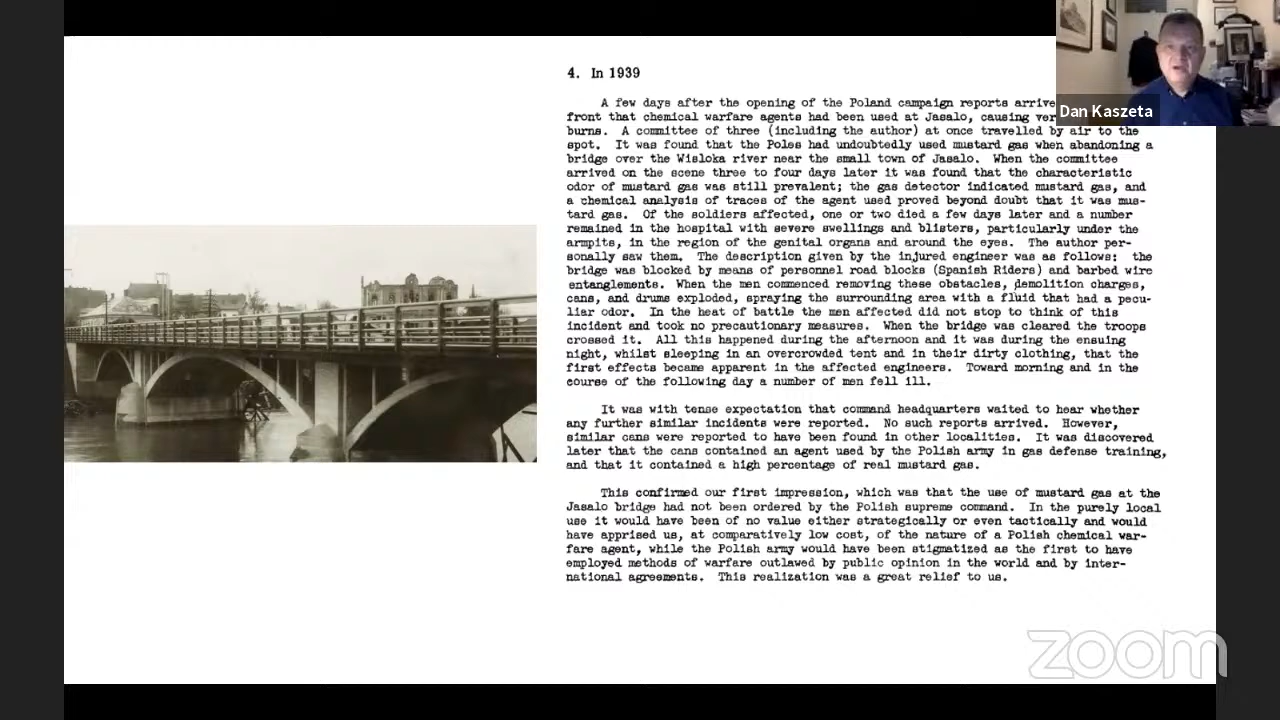 4. In 1939
A few days after the opening of the Poland campaign reports arrive
front that chemical warfare agents had been used at Jasalo, causing ver
burns. A committee of three (including the author) at once travelled by air to the
spot. It was found that the Poles had undoubtedly used mustard gas when abandoning a
bridge over the Wisloka river near the small town of Jasalo. When the committee
arrived on the scene three to four days later it was found that the characteristic
odor of mustard gas was still prevalent; the gas detector indicated mustard gas, and
a chemical analysis of traces of the agent used proved beyond doubt that it was mus-
tard gas. Of the soldiers affected, one or two died a few days later and a number
remained in the hospital with severe swellings and blisters, particularly under the
armpits, in the region of the genital organs and around the eyes. The author per-
sonally saw them. The description given by the injured engineer was as follows: the
bridge was blocked by means of personnel road blocks (Spanish Riders) and barbed wire
entanglements. When the men commenced removing these obstacles, demolition charges,
cans, and drums exploded, spraying the surrounding area with a fluid that had a pecu-
liar odor. In the heat of battle the men affected did not stop to think of this
incident and took no precautionary measures. When the bridge was cleared the troops
crossed it. All this happened during the afternoon and it was during the ensuing
night, whilst sleeping in an overcrowded tent and in their dirty clothing, that the
first effects became apparent in the affected engineers. Toward morning and in the
course of the following day a number of men fell ill.
It was with tense expectation that command headquarters waited to hear whether
any further similar incidents were reported. No such reports arrived. However,
similar cans were reported to have been found in other localities. It was discovered
later that the cans contained an agent used by the Polish army in gas defense training,
and that it contained a high percentage of real mustard gas.
This confirmed our first impression, which was that the use of mustard gas at the
Jasalo bridge had not been ordered by the Polish supreme command. In the purely local
use it would have been of no value either strategically or even tactically and would
have apprised us, at comparatively low cost, of the nature of a Polish chemical war-
fare agent, while the Polish army would have been stigmatized as the first to have
employed methods of warfare outlawed by public opinion in the world and by inter-
national agreements. This realization was a great relief to us.
Dan Kaszeta
zoom